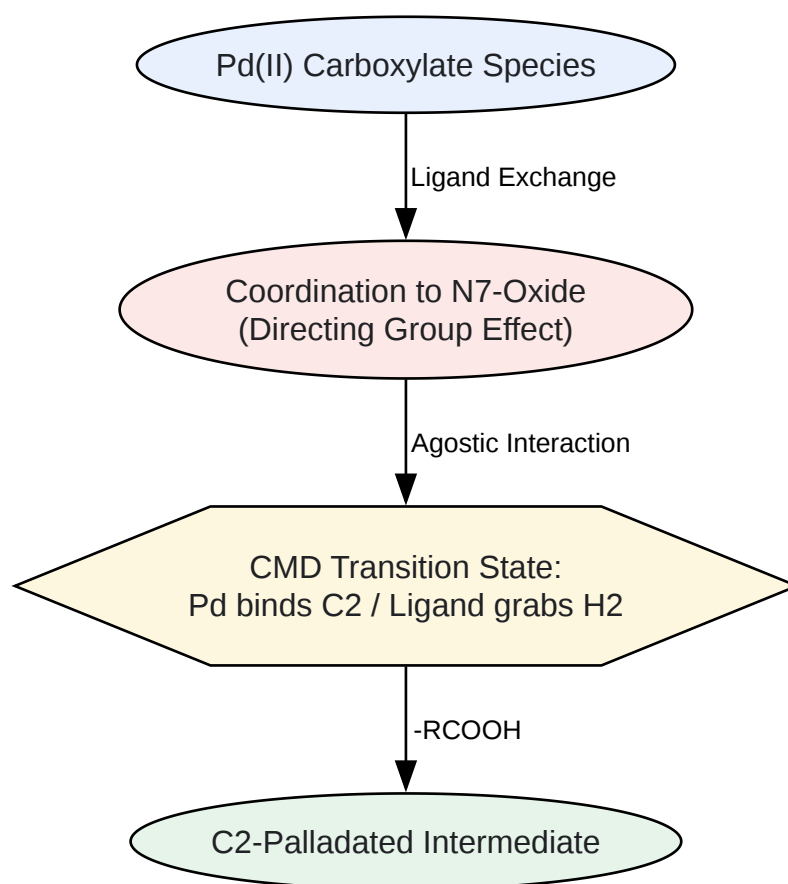 Pd(II) Carboxylate Species
Ligand Exchange
Coordination to N7-Oxide
(Directing Group Effect)
Agostic Interaction
CMD Transition State:
Pd binds C2 / Ligand grabs H2
-RCOOH
C2-Palladated Intermediate